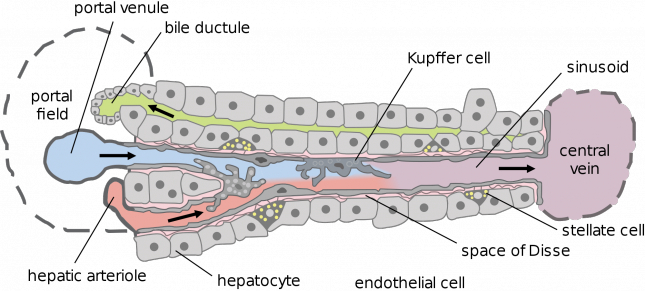 portal venule
bile ductule
Kupffer cell
sinusoid
portal
field
central
vein
stellate cell
space of Disse
hepatic arteriole
hepatocyte
endothelial cell